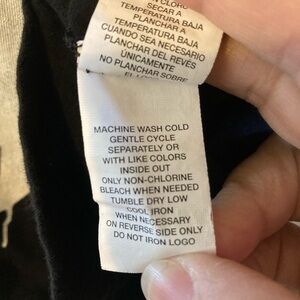 SECAR A
TEMPERATURA BAJA
PLANCHAR A
TEMPERATURA BAJA
CUANDO SEA NECESARIO
PLANCHAR DEL REVES
ÚNICAMENTE
NO PLANCHAR SOBRE
MACHINE WASH COLD
GENTLE CYCLE
SEPARATELY OR
WITH LIKE COLORS
INSIDE OUT
ONLY NON-CHLORINE
BLEACH WHEN NEEDED
TUMBLE DRY LOW
COOL IRON
WHEN NECESSARY
ON REVERSE SIDE ONLY
DO NOT IRON LOGO